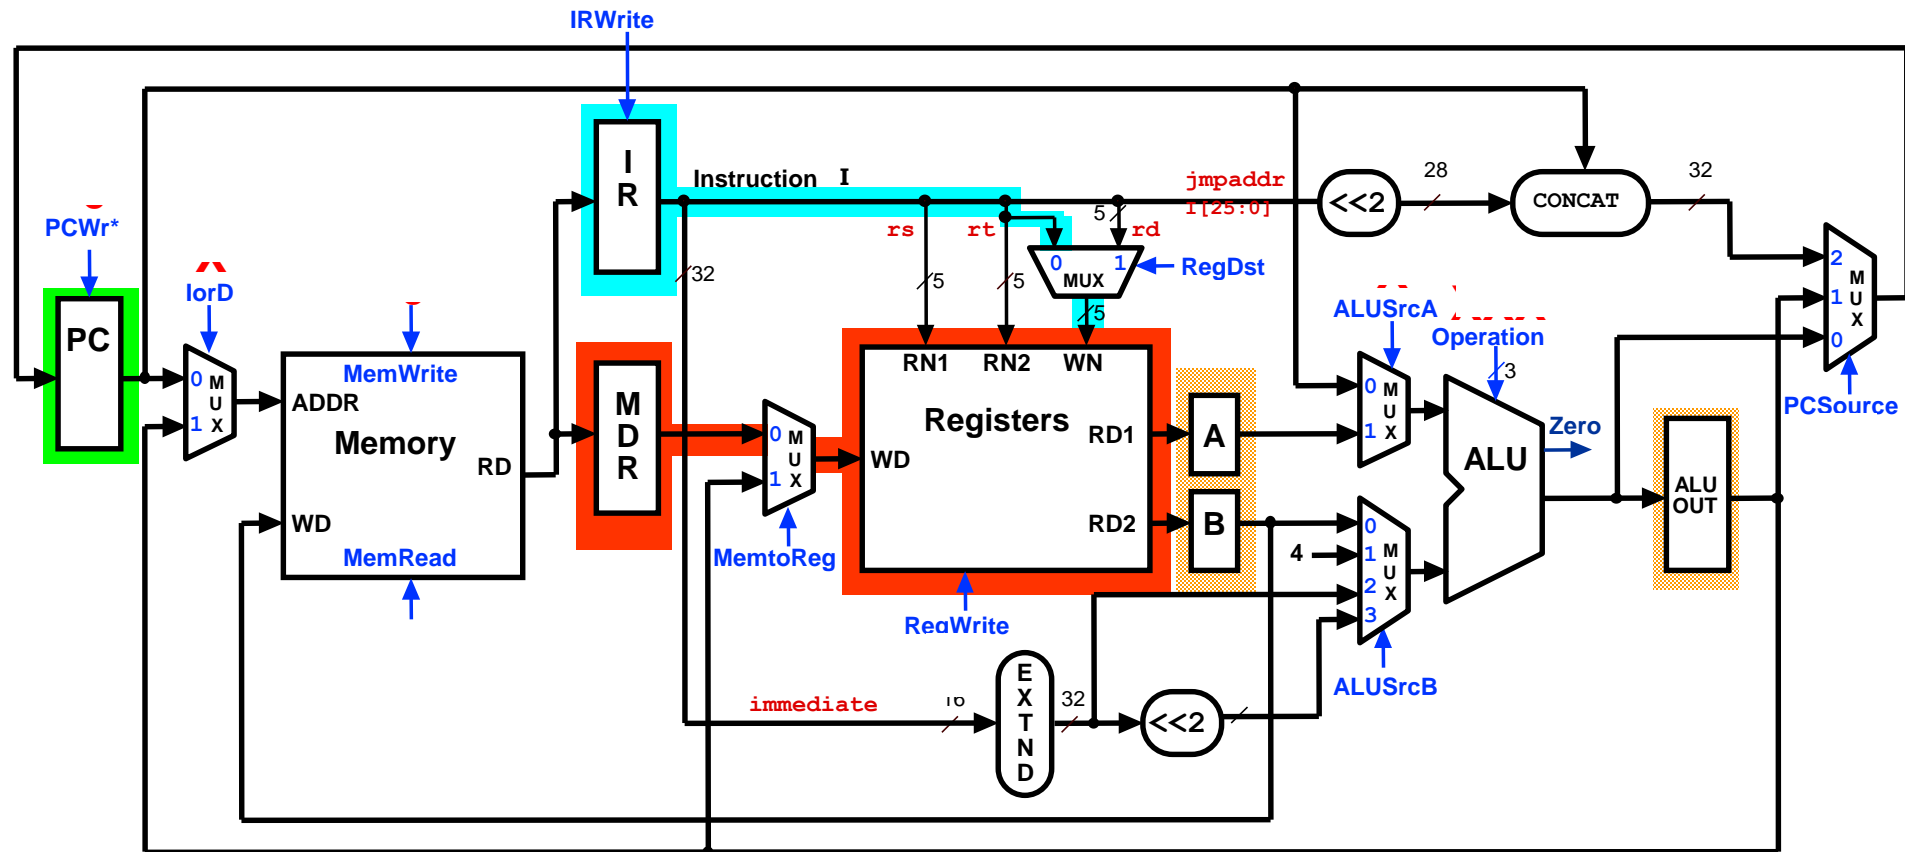 IRWrite
I
R
Instruction I
jmpaddr
I[25:0]
<<2
28
CONCAT
32
rs
rt
5
rd
PCWr*
IorD
32
5
5
0
1
MUX
RegDst
5
2
1
0
M
U
X
PCSource
PC
0
1
M
U
X
MemWrite
ADDR
Memory
RD
WD
MemRead
M
D
R
0
1
M
U
X
MemtoReg
RN1
RN2
WN
Registers
RD1
WD
RD2
RegWrite
A
B
ALUSrcA
0
1
M
U
X
Operation
3
ALU
Zero
ALU
OUT
4
0
1
2
3
M
U
X
ALUSrcB
immediate
16
E
X
T
N
D
32
<<2